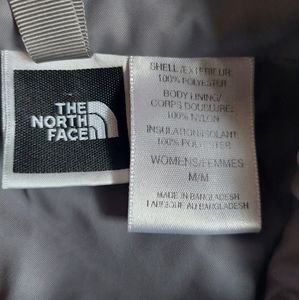 THE
NORTH
FACE
SHELL/EXTERIEUR:
100% POLYESTER
BODY LINING/
CORPS DOUBLURE:
100% NYLON
INSULATION/ISOLANT:
100% POLYESTER
WOMENS/FEMMES
M/M
MADE IN BANGLADESH
FABRIQUE AU BANGLADESH